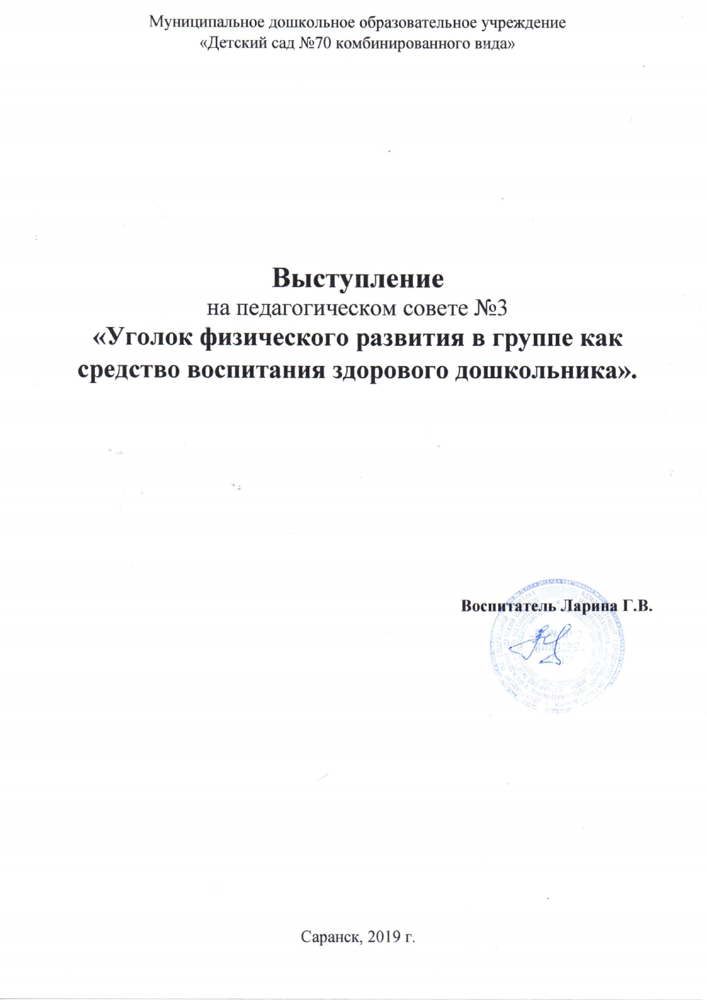 Муниципальное дошкольное образовательное учреждение
«Детский сад №70 комбинированного вида»
Выступление
на педагогическом совете №3
«Уголок физического развития в группе как
средство воспитания здорового дошкольника».
Воспитатель Ларина Г.В.
Саранск, 2019 г.